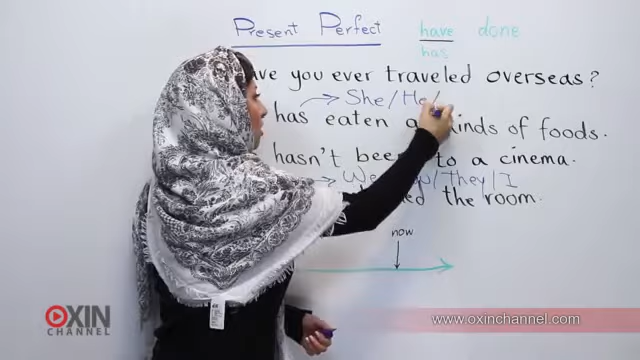 Present Perfect have done
has
ave you ever traveled overseas?
She/He/
has eaten a kinds of foods.
hasn't been to a cinema.
We/ /They/I
ed the room.
now
OXIN
CHANNEL
www.oxinchannel.com